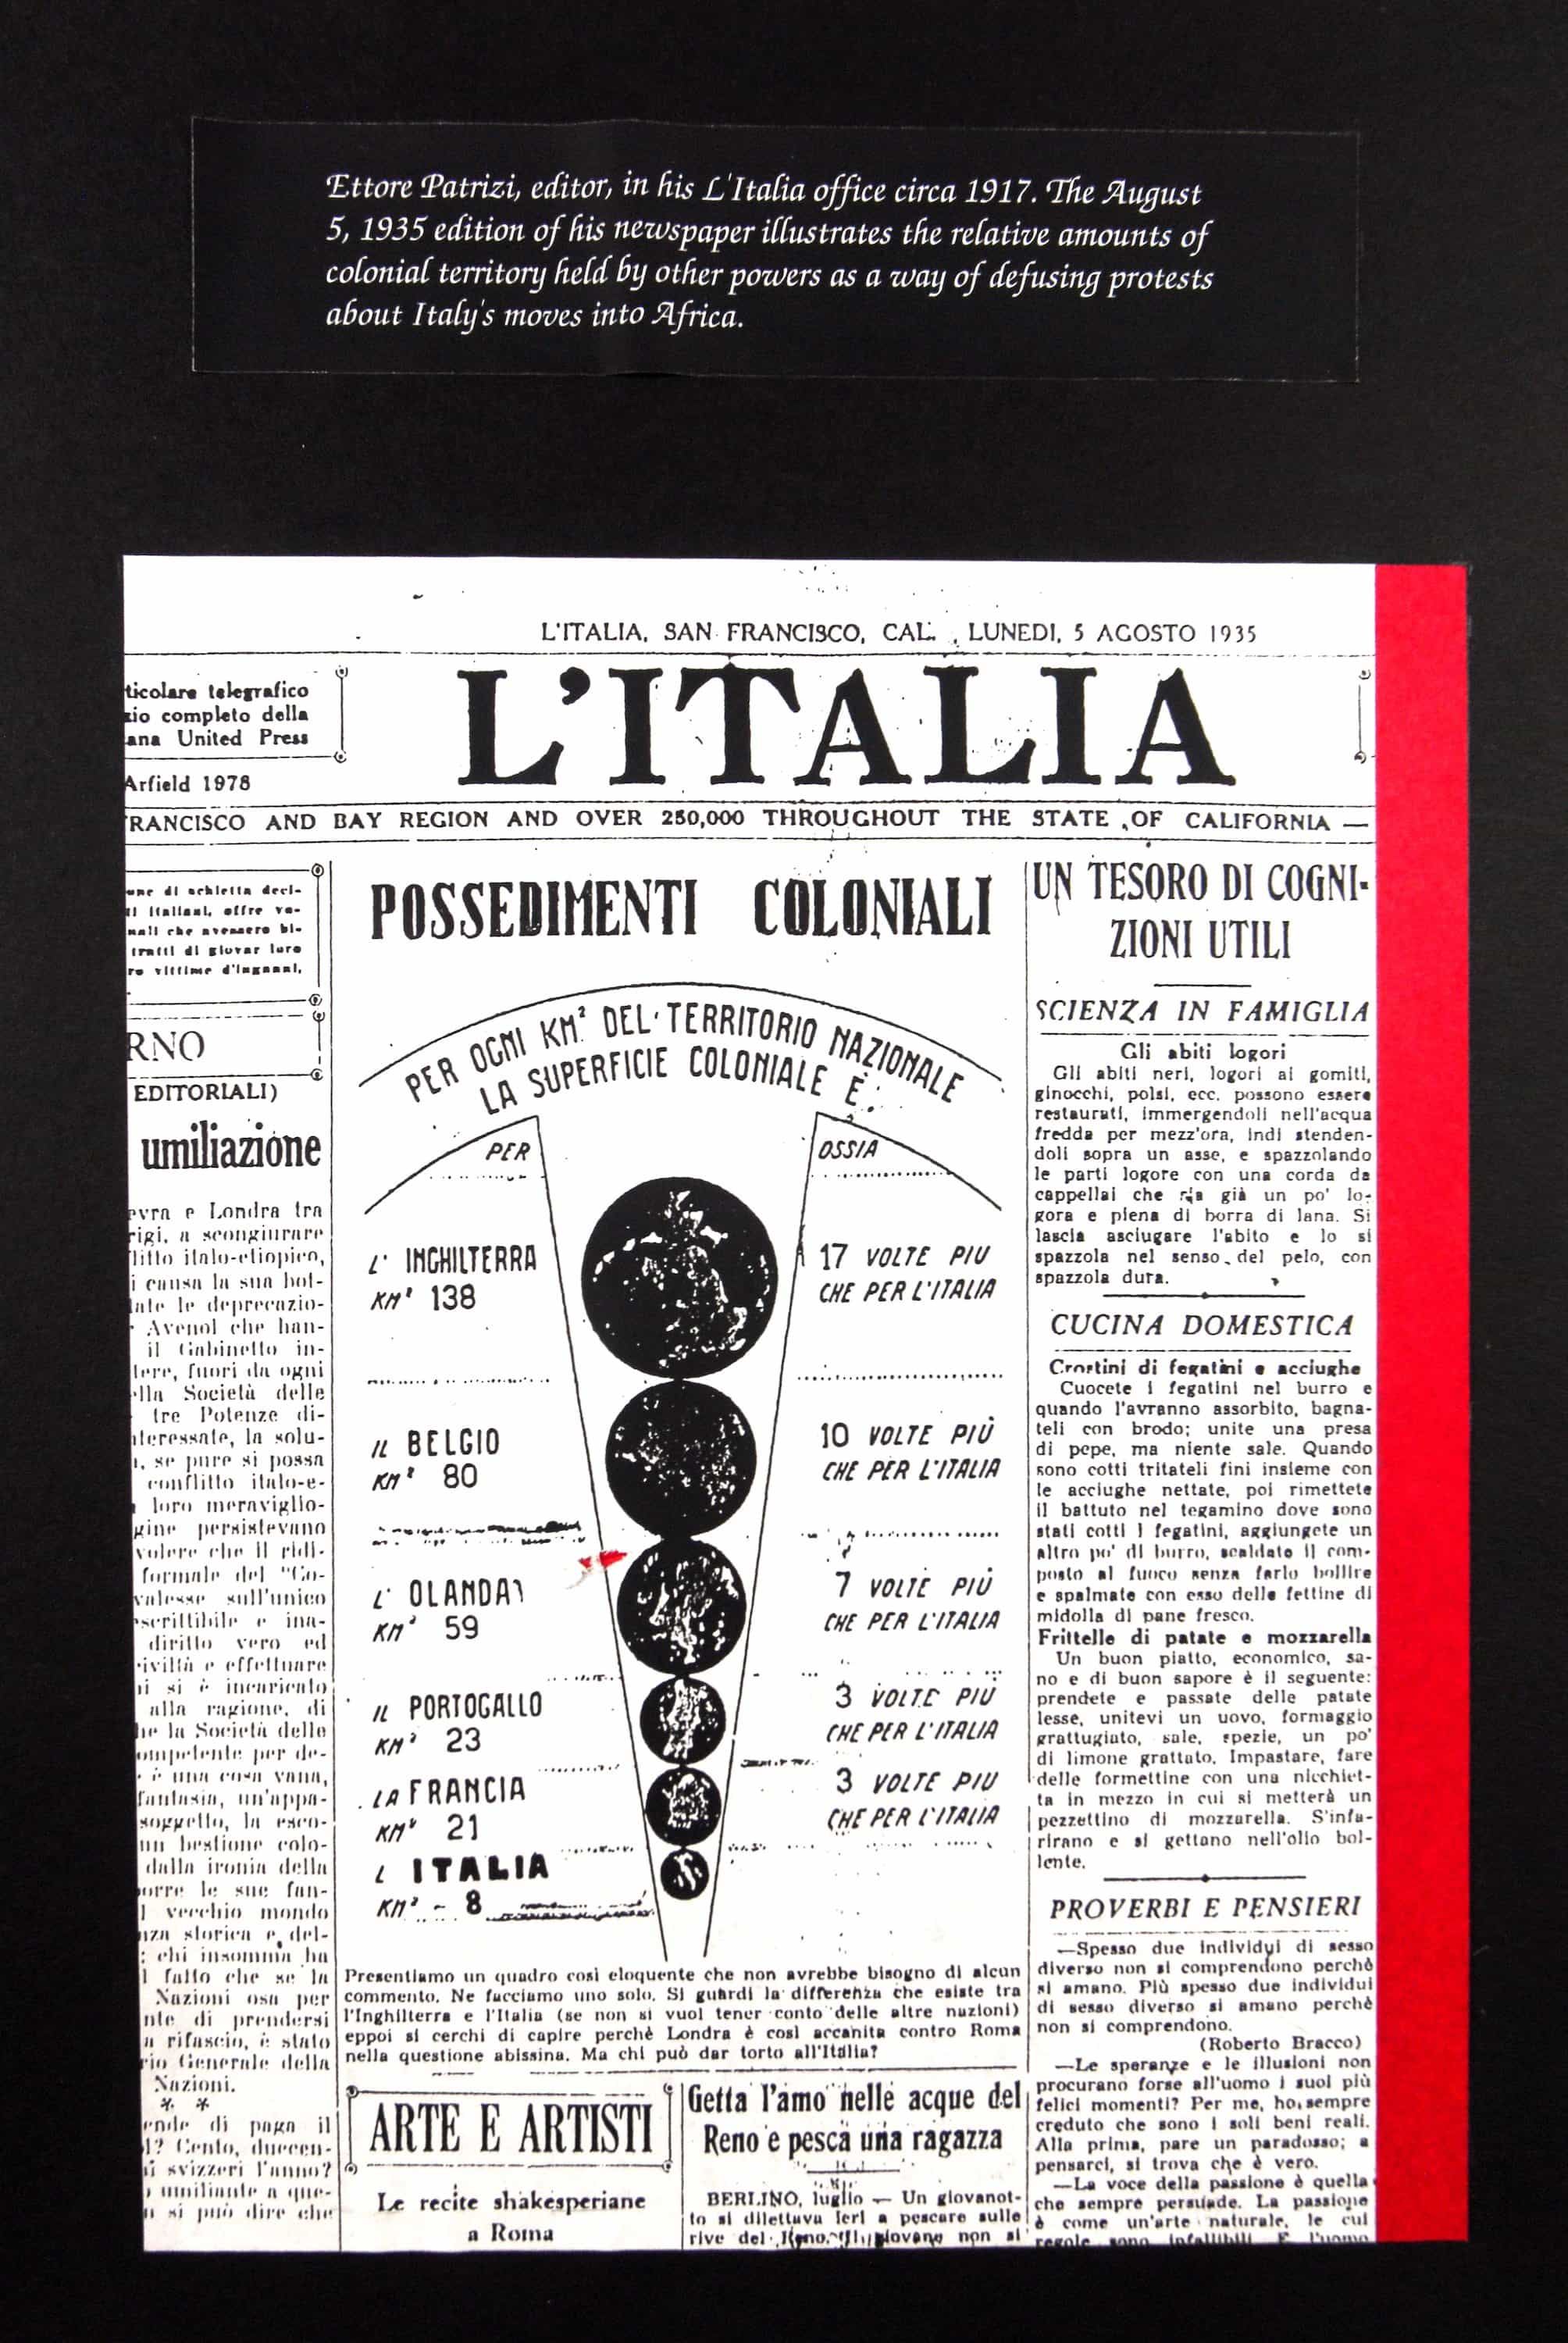 Ettore Patrizi, editor, in his L'Italia office circa 1917. The August
5, 1935 edition of his newspaper illustrates the relative amounts of
colonial territory held by other powers as a way of defusing protests
about Italy's moves into Africa.
L'ITALIA, SAN FRANCISCO, CAL. , LUNEDI, 5 AGOSTO 1935
ticolare telegrafico
zio completo della
ana United Press
Arfield 1978
L'ITALIA
RANCISCO AND BAY REGION AND OVER 250,000 THROUGHOUT THE STATE OF CALIFORNIA —
une di schietta deci-
ti italiani, offre va-
nali che avessero bi-
tratti di giovar loro
ro vittime d'inganni,
RNO
EDITORIALI)
umiliazione
evra e Londra tra
rigi, a scongiurare
litto italo-etiopico,
i causa la sua bol-
late le deprecazio-
Avenol che han-
il Gabinetto in-
tere, fuori da ogni
lla Società delle
tre Potenze di-
teressate, la solu-
, se pure si possa
conflitto italo-e-
loro meraviglio-
gine persistevano
volere che il ridi-
formale del "Co-
valesse sull'unico
scrittibile e ina-
diritto vero ed
iviltà e effettuare
i si è incaricato
alla ragione, di
he la Società delle
ompetente per de-
è una cosa vana,
fantasia, un'appa-
soggetto, la esco-
un bestione colo-
dalla ironia della
orre le sue fun-
l vecchio mondo
nza storica e del-
: chi insomma ha
l fatto che se la
Nazioni osa per
nte di prendersi
a rifascio, è stato
rio Generale della
Nazioni.
* *
ende di paga il
l? Cento, duecen-
i svizzeri l'anno?
umiliante a que-
o si può dire che
POSSEDIMENTI COLONIALI
PER OGNI KM² DEL TERRITORIO NAZIONALE
LA SUPERFICIE COLONIALE È:
PER
OSSIA
L' INGHILTERRA
KM² 138
17 VOLTE PIU
CHE PER L'ITALIA
IL BELGIO
KM² 80
10 VOLTE PIÙ
CHE PER L'ITALIA
L' OLANDA
KM² 59
7 VOLTE PIÙ
CHE PER L'ITALIA
IL PORTOGALLO
KM² 23
3 VOLTE PIÙ
CHE PER L'ITALIA
LA FRANCIA
KM² 21
3 VOLTE PIU
CHE PER L'ITALIA
L ITALIA
KM² - 8
Presentiamo un quadro così eloquente che non avrebbe bisogno di alcun
commento. Ne facciamo uno solo. Si guardi la differenza che esiste tra
l'Inghilterra e l'Italia (se non si vuol tener conto delle altre nazioni)
eppoi si cerchi di capire perchè Londra è così accanita contro Roma
nella questione abissina. Ma chi può dar torto all'Italia?
ARTE E ARTISTI
Le recite shakesperiane
a Roma
Getta l'amo nelle acque del
Reno e pesca una ragazza
BERLINO, luglio — Un giovanot-
to si dilettava ieri a pescare sulle
rive del Reno. Il giovane non si
UN TESORO DI COGNI-
ZIONI UTILI
SCIENZA IN FAMIGLIA
Gli abiti logori
Gli abiti neri, logori ai gomiti,
ginocchi, polsi, ecc. possono essere
restaurati, immergendoli nell'acqua
fredda per mezz'ora, indi stenden-
doli sopra un asse, e spazzolando
le parti logore con una corda da
cappellai che sia già un po' lo-
gora e piena di borra di lana. Si
lascia asciugare l'abito e lo si
spazzola nel senso del pelo, con
spazzola dura.
CUCINA DOMESTICA
Crostini di fegatini e acciughe
Cuocete i fegatini nel burro e
quando l'avranno assorbito, bagna-
teli con brodo; unite una presa
di pepe, ma niente sale. Quando
sono cotti tritateli fini insieme con
le acciughe nettate, poi rimettete
il battuto nel tegamino dove sono
stati cotti i fegatini, aggiungete un
altro po' di burro, scaldate il com-
posto al fuoco senza farlo bollire
e spalmate con esso delle fettine di
midolla di pane fresco.
Frittelle di patate e mozzarella
Un buon piatto, economico, sa-
no e di buon sapore è il seguente:
prendete e passate delle patate
lesse, unitevi un uovo, formaggio
grattugiato, sale, spezie, un po'
di limone grattato. Impastare, fare
delle formettine con una nicchiet-
ta in mezzo in cui si metterà un
pezzettino di mozzarella. S'infa-
rirano e si gettano nell'olio bol-
lente.
PROVERBI E PENSIERI
—Spesso due individui di sesso
diverso non si comprendono perchè
si amano. Più spesso due individui
di sesso diverso si amano perchè
non si comprendono.
(Roberto Bracco)
—Le speranze e le illusioni non
procurano forse all'uomo i suoi più
felici momenti? Per me, ho sempre
creduto che sono i soli beni reali.
Alla prima, pare un paradosso; a
pensarci, si trova che è vero.
—La voce della passione è quella
che sempre persuade. La passione
è come un'arte naturale, le cui
regole sono infallibili. E l'uomo